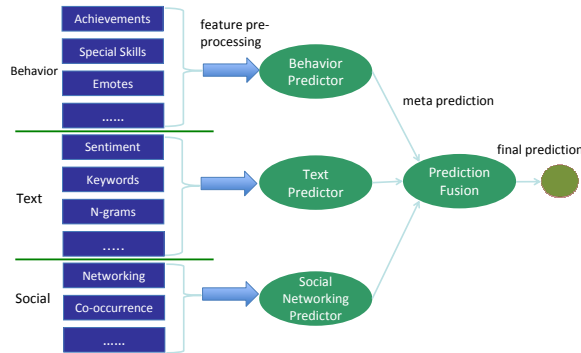 Achievements
Special Skills
Behavior
Emotes
......
feature pre-
processing
Behavior
Predictor
meta prediction
Sentiment
Keywords
Text
N-grams
.....
Text
Predictor
Prediction
Fusion
final prediction
Networking
Social
Co-occurrence
......
Social
Networking
Predictor